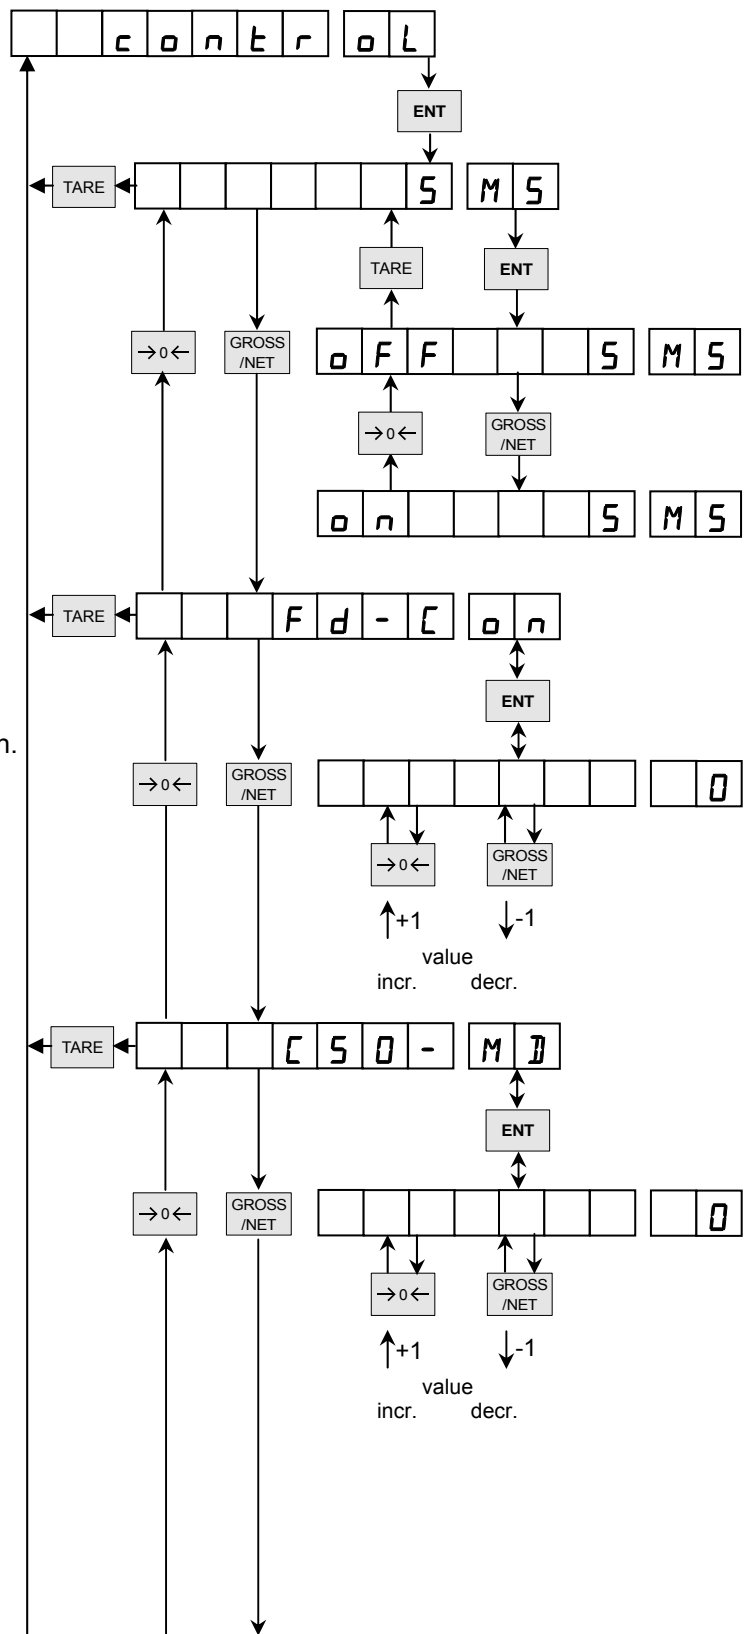 contr oL
ENT
TARE S MS
TARE ENT
→0← GROSS
/NET
oFF S MS
→0← GROSS
/NET
on S MS
TARE Fd-C on
ENT
n.
→0← GROSS
/NET
0
→0← GROSS
/NET
+1 -1
value
incr. decr.
TARE CS0- MD
ENT
→0← GROSS
/NET
0
→0← GROSS
/NET
+1 -1
value
incr. decr.